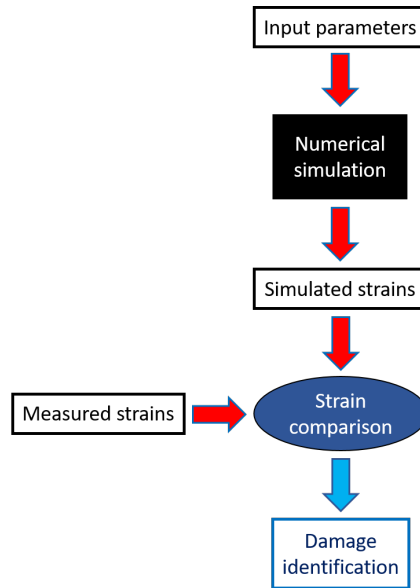 Input parameters
Numerical
simulation
Simulated strains
Measured strains
Strain
comparison
Damage
identification